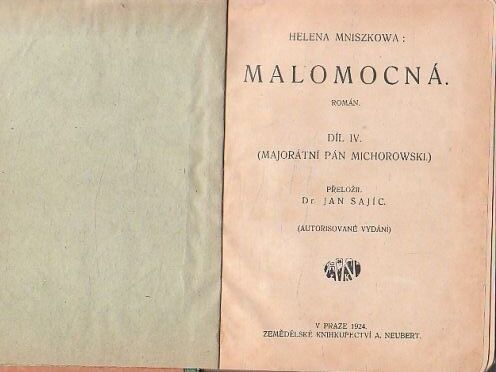 HELENA MNISZKOWA:
MALOMOCNÁ.
ROMÁN.
DÍL IV.
(MAJORÁTNÍ PÁN MICHOROWSKI.)
PŘELOŽIL
Dr. JAN SAJÍC.
(AUTORISOVANÉ VYDÁNÍ)
V PRAZE 1924.
ZEMĚDĚLSKÉ KNIHKUPECTVÍ A. NEUBERT.